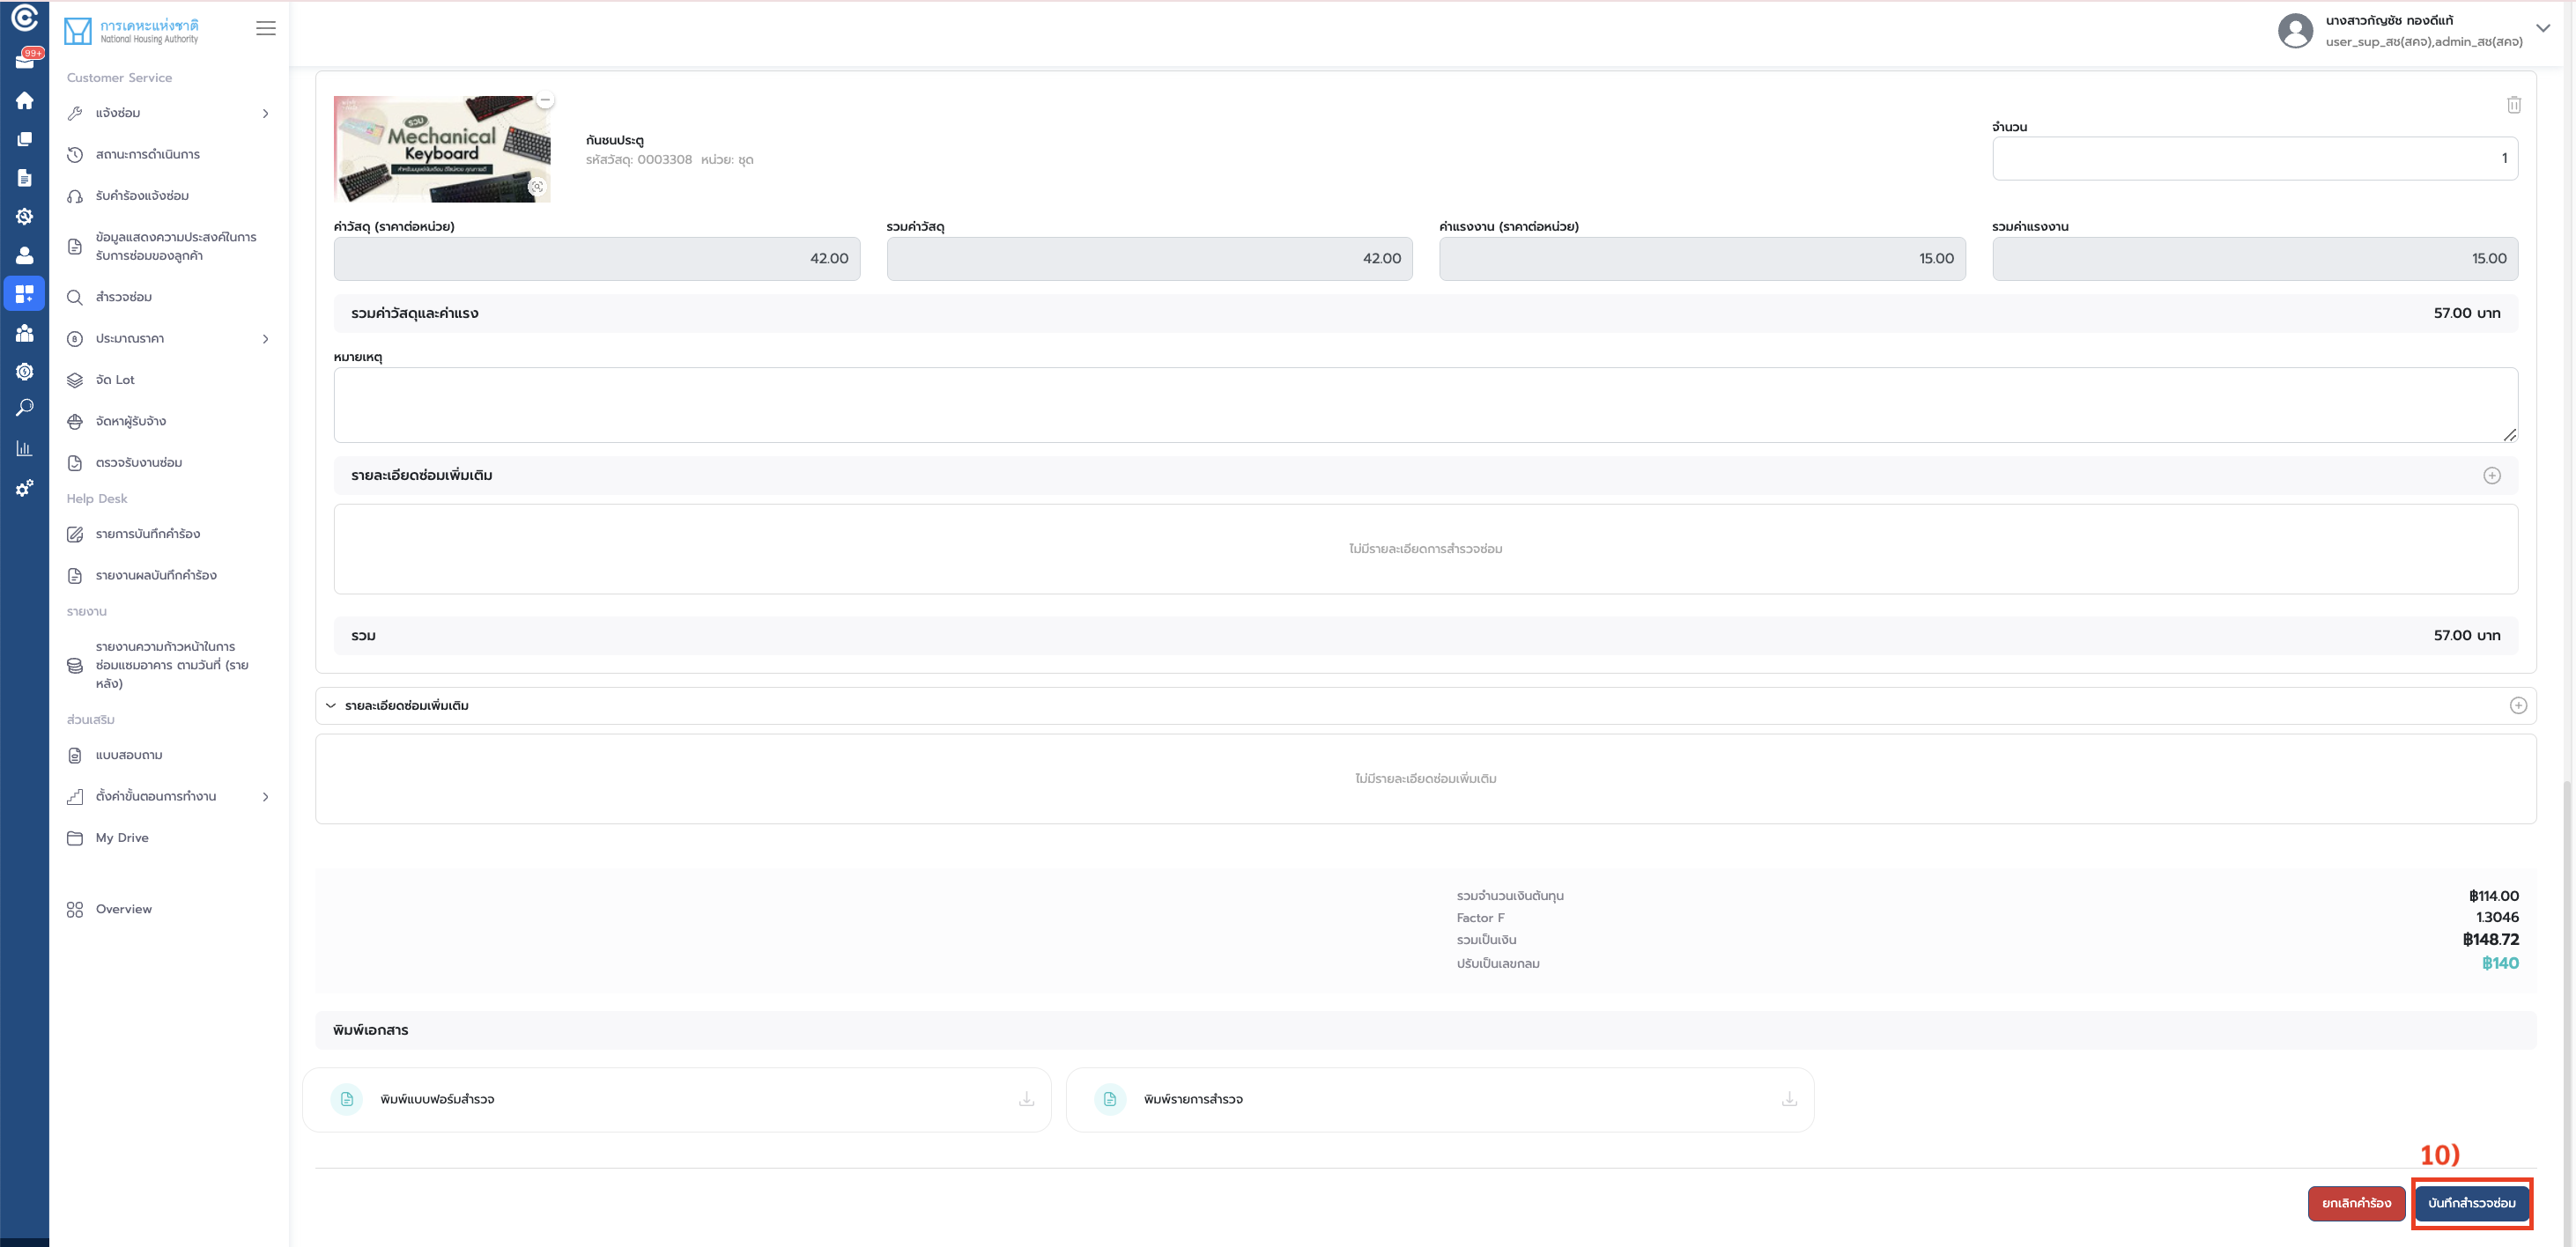 การเคหะแห่งชาติ
National Housing Authority
99+
Customer Service
แจ้งซ่อม
สถานะการดำเนินการ
รับคำร้องแจ้งซ่อม
ข้อมูลแสดงความประสงค์ในการ
รับการซ่อมของลูกค้า
สำรวจซ่อม
ประมาณราคา
จัด Lot
จัดหาผู้รับจ้าง
ตรวจรับงานซ่อม
Help Desk
รายการบันทึกคำร้อง
รายงานผลบันทึกคำร้อง
รายงาน
รายงานความก้าวหน้าในการ
ซ่อมแซมอาคาร ตามวันที่ (ราย
หลัง)
ส่วนเสริม
แบบสอบถาม
ตั้งค่าขั้นตอนการทำงาน
My Drive
Overview
นางสาวกัญชัช ทองดีแท้
user_sup_สช(สคจ),admin_สช(สคจ)
รวม
Mechanical
Keyboard
กันชนประตู
รหัสวัสดุ: 0003308 หน่วย: ชุด
จำนวน
1
ค่าวัสดุ (ราคาต่อหน่วย)
42.00
รวมค่าวัสดุ
42.00
ค่าแรงงาน (ราคาต่อหน่วย)
15.00
รวมค่าแรงงาน
15.00
รวมค่าวัสดุและค่าแรง 57.00 บาท
หมายเหตุ
รายละเอียดซ่อมเพิ่มเติม
ไม่มีรายละเอียดการสำรวจซ่อม
รวม 57.00 บาท
รายละเอียดซ่อมเพิ่มเติม
ไม่มีรายละเอียดซ่อมเพิ่มเติม
รวมจำนวนเงินต้นทุน ฿114.00
Factor F 1.3046
รวมเป็นเงิน ฿148.72
ปรับเป็นเลขกลม ฿140
พิมพ์เอกสาร
พิมพ์แบบฟอร์มสำรวจ
พิมพ์รายการสำรวจ
10)
ยกเลิกคำร้อง
บันทึกสำรวจซ่อม